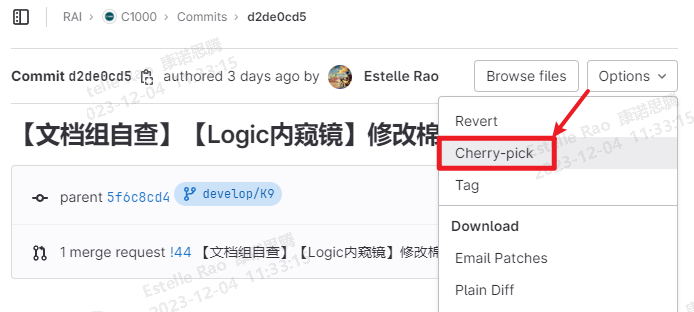 RAI › C1000 › Commits › d2de0cd5
Commit d2de0cd5 authored 3 days ago by Estelle Rao Browse files Options
【文档组自查】【Logic内窥镜】修改棉
Revert
Cherry-pick
Tag
parent 5f6c8cd4 develop/K9
Download
1 merge request !44 【文档组自查】【Logic内窥镜】修改棉
Email Patches
Plain Diff
telle Rao 康诺思腾
023-12-04 11:33:15
Estelle Rao 康诺思腾
2023-12-04 11:33:15
Estelle Rao 康诺思腾
2023-12-04 11:33:15